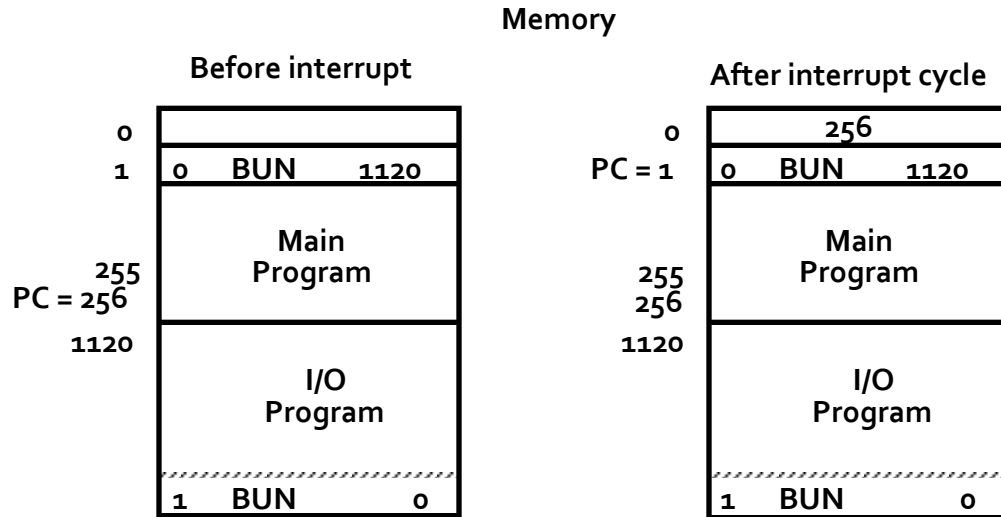 Memory
Before interrupt
0
1 0 BUN 1120
Main
Program
255
PC = 256
1120
I/O
Program
1 BUN 0
After interrupt cycle
0 256
PC = 1 0 BUN 1120
Main
Program
255
256
1120
I/O
Program
1 BUN 0